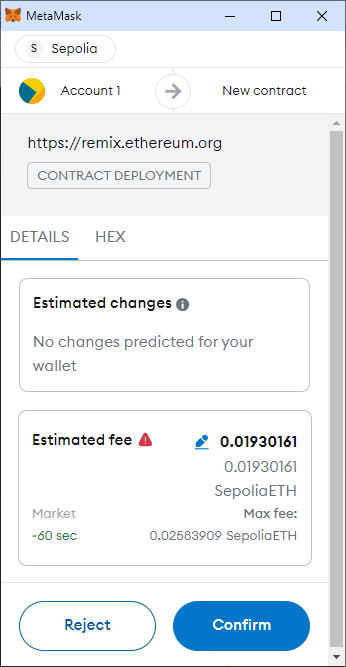 MetaMask
S Sepolia
Account 1 New contract
https://remix.ethereum.org
CONTRACT DEPLOYMENT
DETAILS HEX
Estimated changes
No changes predicted for your
wallet
Estimated fee 0.01930161
0.01930161
SepoliaETH
Market Max fee:
~60 sec 0.02583909 SepoliaETH
Reject Confirm